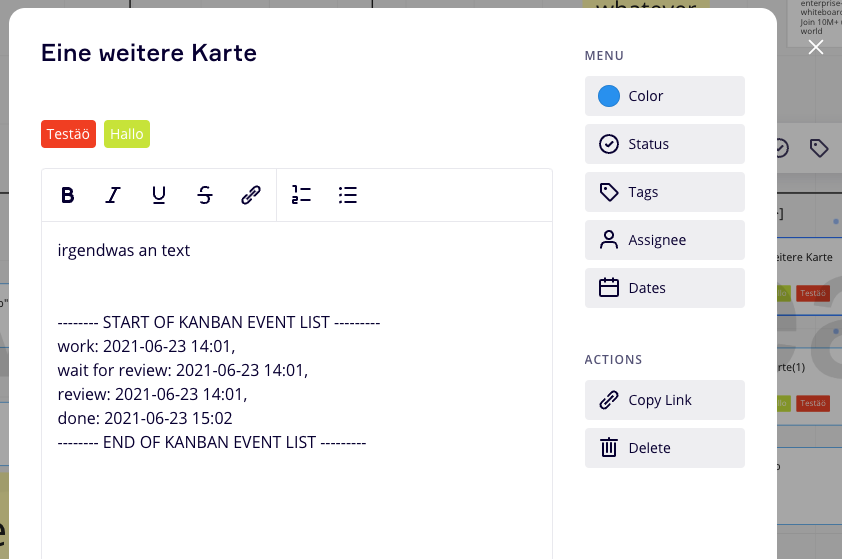 whatever
enterprise-
whiteboard
Join 10M+
world
Eine weitere Karte
MENU
Color
Testäö
Hallo
Status
Tags
Assignee
Dates
irgendwas an text
-------- START OF KANBAN EVENT LIST ---------
work: 2021-06-23 14:01,
wait for review: 2021-06-23 14:01,
review: 2021-06-23 14:01,
done: 2021-06-23 15:02
-------- END OF KANBAN EVENT LIST ---------
ACTIONS
Copy Link
Delete
eitere Karte
Testäö
rte(1)
Testäö